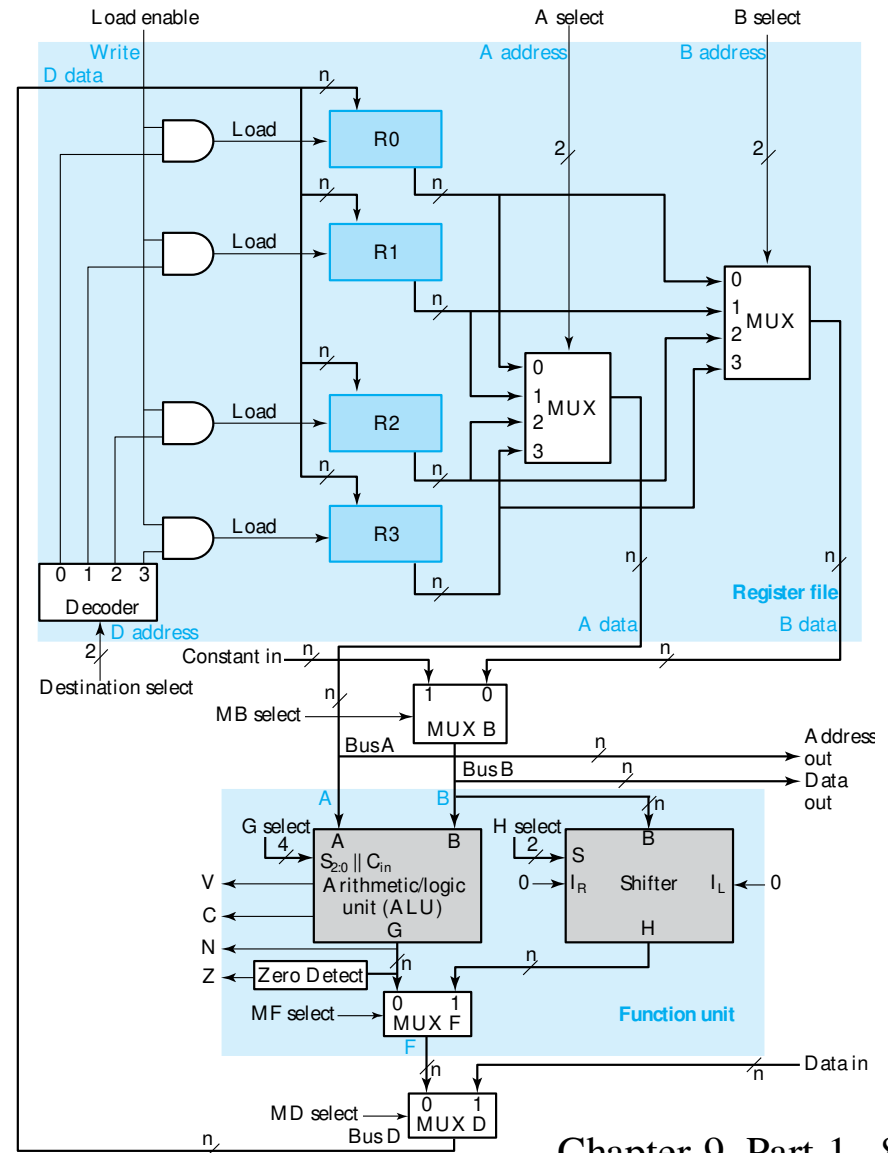 Load enable
A select
B select
Write
A address
B address
D data
n
Load
R0
2
2
n
n
Load
R1
n
0
1
MUX
2
3
n
0
1
MUX
2
3
Load
R2
n
n
Load
R3
n
n
n
0 1 2 3
Decoder
D address
2
Destination select
Register file
A data
B data
Constant in
n
n
n
1 0
MUX B
MB select
Bus A
n
Address
out
Bus B
n
Data
out
A
B
n
G select
4
A
B
S2:0 || Cin
Arithmetic/logic
unit (ALU)
G
H select
2
B
S
0
IR
Shifter
IL
0
H
V
C
N
Z
Zero Detect
n
n
0 1
MUX F
MF select
Function unit
F
n
n
Data in
0 1
MUX D
MD select
Bus D
n
Chapter 9 Part 1